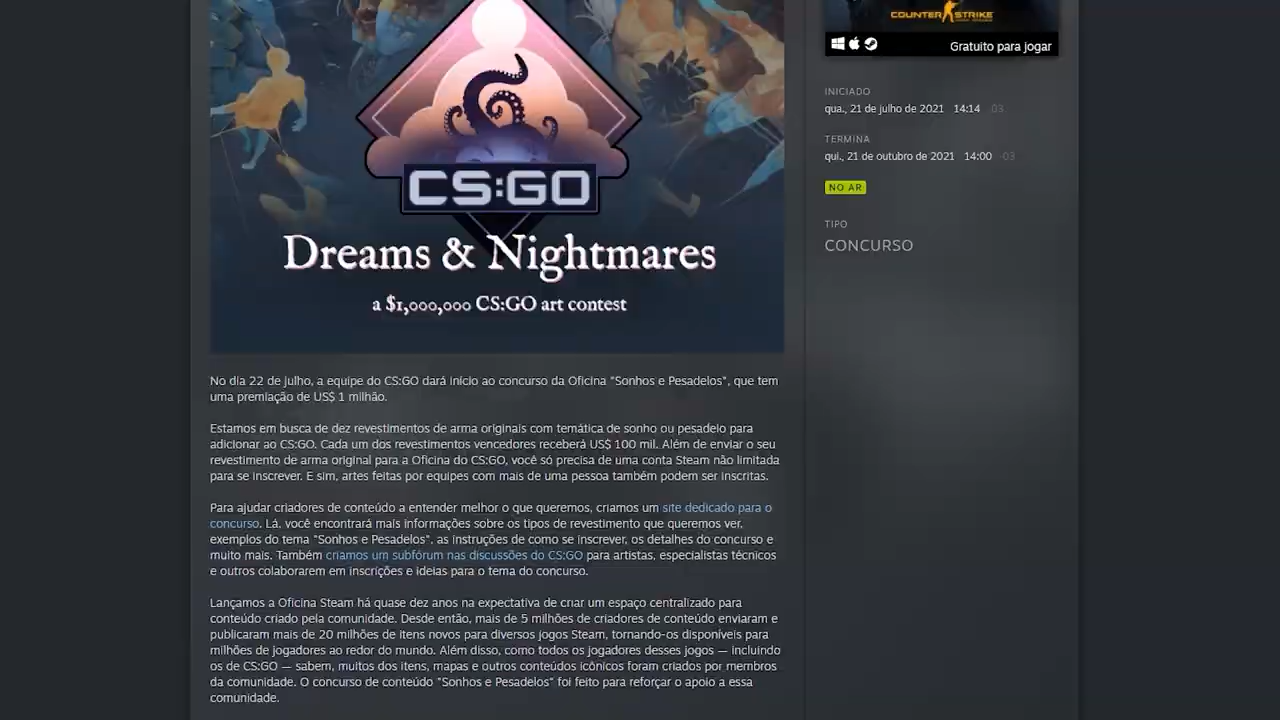 COUNTER STRIKE
Gratuito para jogar
CS:GO
Dreams & Nightmares
a $1,000,000 CS:GO art contest
INICIADO
qua., 21 de julho de 2021 14:14 -03
TERMINA
qui., 21 de outubro de 2021 14:00 -03
NO AR
TIPO
CONCURSO
No dia 22 de julho, a equipe do CS:GO dará início ao concurso da Oficina "Sonhos e Pesadelos", que tem
uma premiação de US$ 1 milhão.
Estamos em busca de dez revestimentos de arma originais com temática de sonho ou pesadelo para
adicionar ao CS:GO. Cada um dos revestimentos vencedores receberá US$ 100 mil. Além de enviar o seu
revestimento de arma original para a Oficina do CS:GO, você só precisa de uma conta Steam não limitada
para se inscrever. E sim, artes feitas por equipes com mais de uma pessoa também podem ser inscritas.
Para ajudar criadores de conteúdo a entender melhor o que queremos, criamos um site dedicado para o
concurso. Lá, você encontrará mais informações sobre os tipos de revestimento que queremos ver,
exemplos do tema "Sonhos e Pesadelos", as instruções de como se inscrever, os detalhes do concurso e
muito mais. Também criamos um subfórum nas discussões do CS:GO para artistas, especialistas técnicos
e outros colaborarem em inscrições e ideias para o tema do concurso.
Lançamos a Oficina Steam há quase dez anos na expectativa de criar um espaço centralizado para
conteúdo criado pela comunidade. Desde então, mais de 5 milhões de criadores de conteúdo enviaram e
publicaram mais de 20 milhões de itens novos para diversos jogos Steam, tornando-os disponíveis para
milhões de jogadores ao redor do mundo. Além disso, como todos os jogadores desses jogos — incluindo
os de CS:GO — sabem, muitos dos itens, mapas e outros conteúdos icônicos foram criados por membros
da comunidade. O concurso de conteúdo "Sonhos e Pesadelos" foi feito para reforçar o apoio a essa
comunidade.